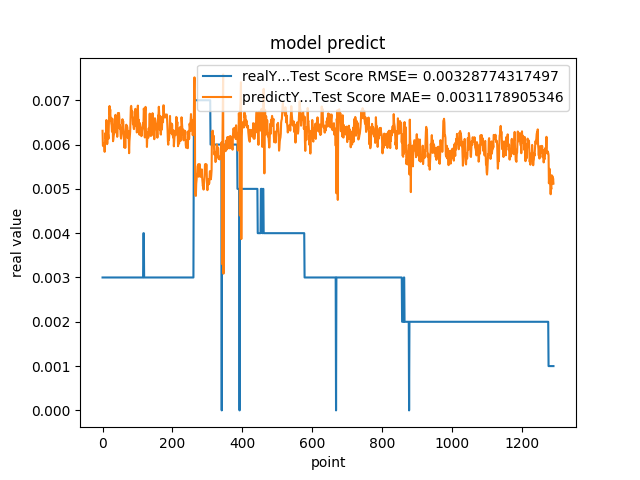 model predict
realY...Test Score RMSE= 0.00328774317497
predictY...Test Score MAE= 0.0031178905346
0.007
0.006
0.005
0.004
0.003
0.002
0.001
0.000
real value
0 200 400 600 800 1000 1200
point